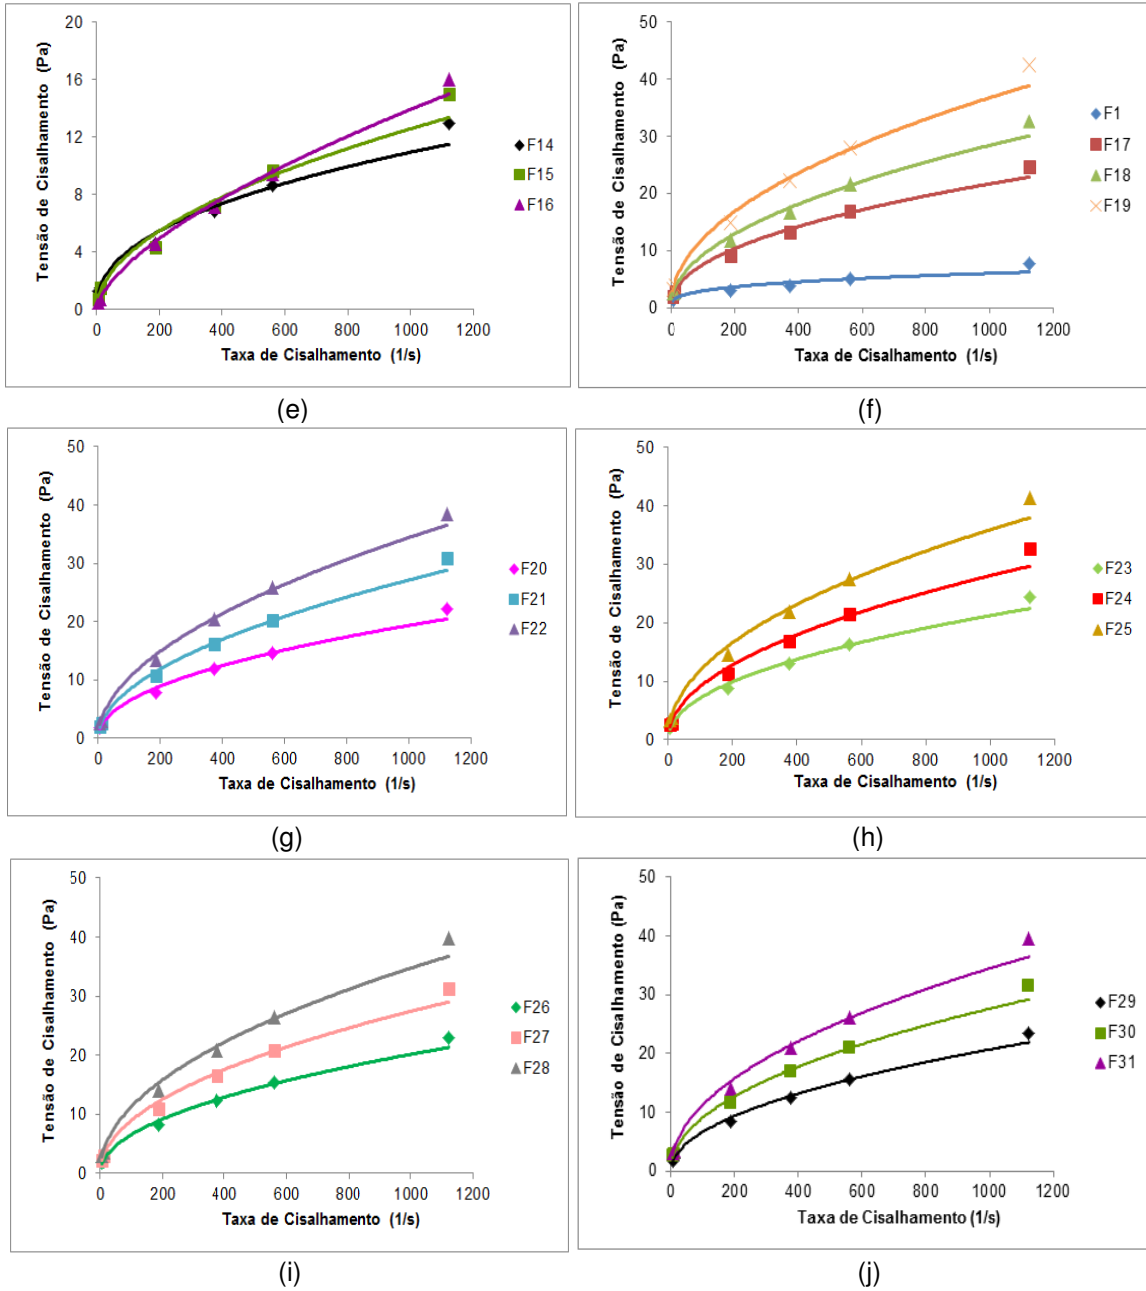 Tensão de Cisalhamento (Pa)
20
16
12
8
4
0
0 200 400 600 800 1000 1200
Taxa de Cisalhamento (1/s)
F14
F15
F16
(e)
Tensão de Cisalhamento (Pa)
50
40
30
20
10
0
0 200 400 600 800 1000 1200
Taxa de Cisalhamento (1/s)
F1
F17
F18
F19
(f)
Tensão de Cisalhamento (Pa)
50
40
30
20
10
0
0 200 400 600 800 1000 1200
Taxa de Cisalhamento (1/s)
F20
F21
F22
(g)
Tensão de Cisalhamento (Pa)
50
40
30
20
10
0
0 200 400 600 800 1000 1200
Taxa de Cisalhamento (1/s)
F23
F24
F25
(h)
Tensão de Cisalhamento (Pa)
50
40
30
20
10
0
0 200 400 600 800 1000 1200
Taxa de Cisalhamento (1/s)
F26
F27
F28
(i)
Tensão de Cisalhamento (Pa)
50
40
30
20
10
0
0 200 400 600 800 1000 1200
Taxa de Cisalhamento (1/s)
F29
F30
F31
(j)